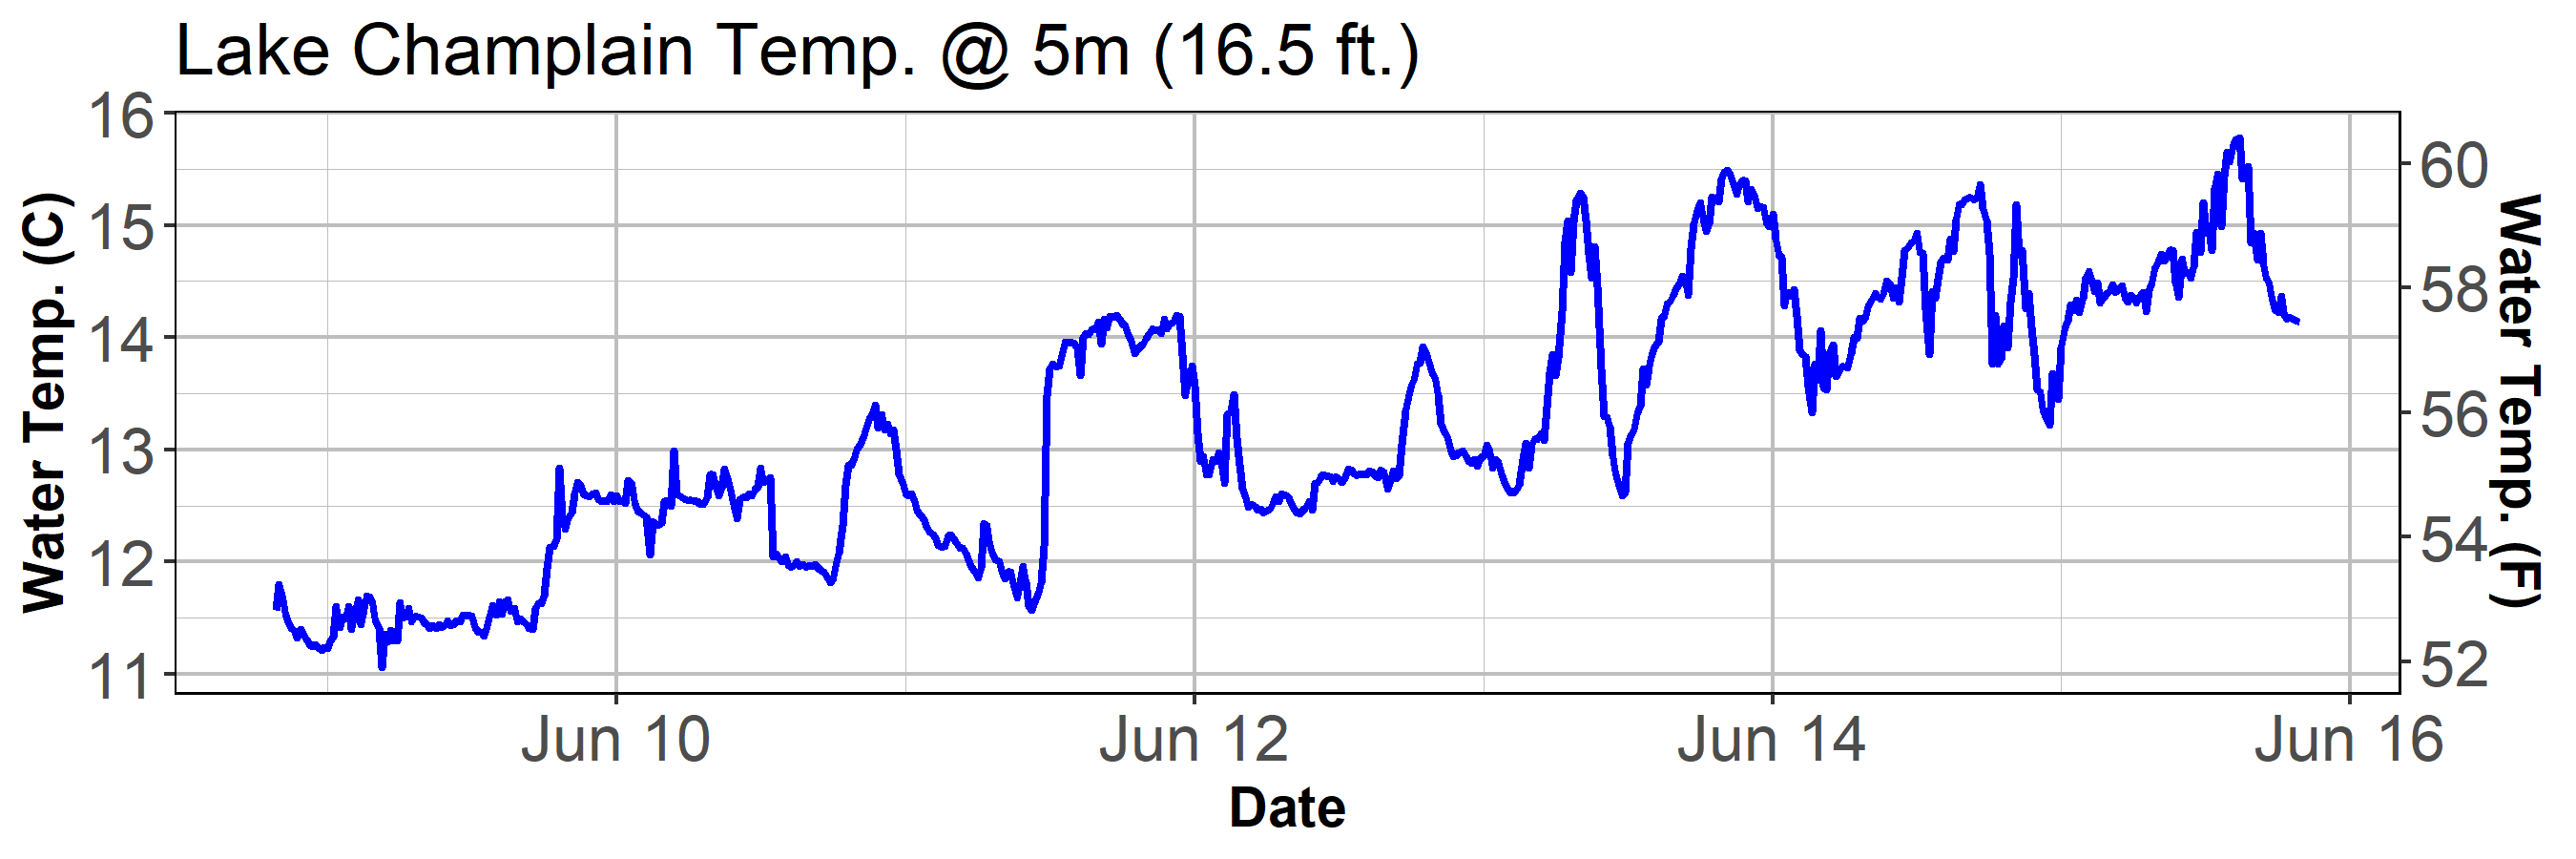 Lake Champlain Temp. @ 5m (16.5 ft.)
Water Temp. (C)
16
15
14
13
12
11
60
58
56
54
52
Water Temp. (F)
Jun 10
Jun 12
Jun 14
Jun 16
Date